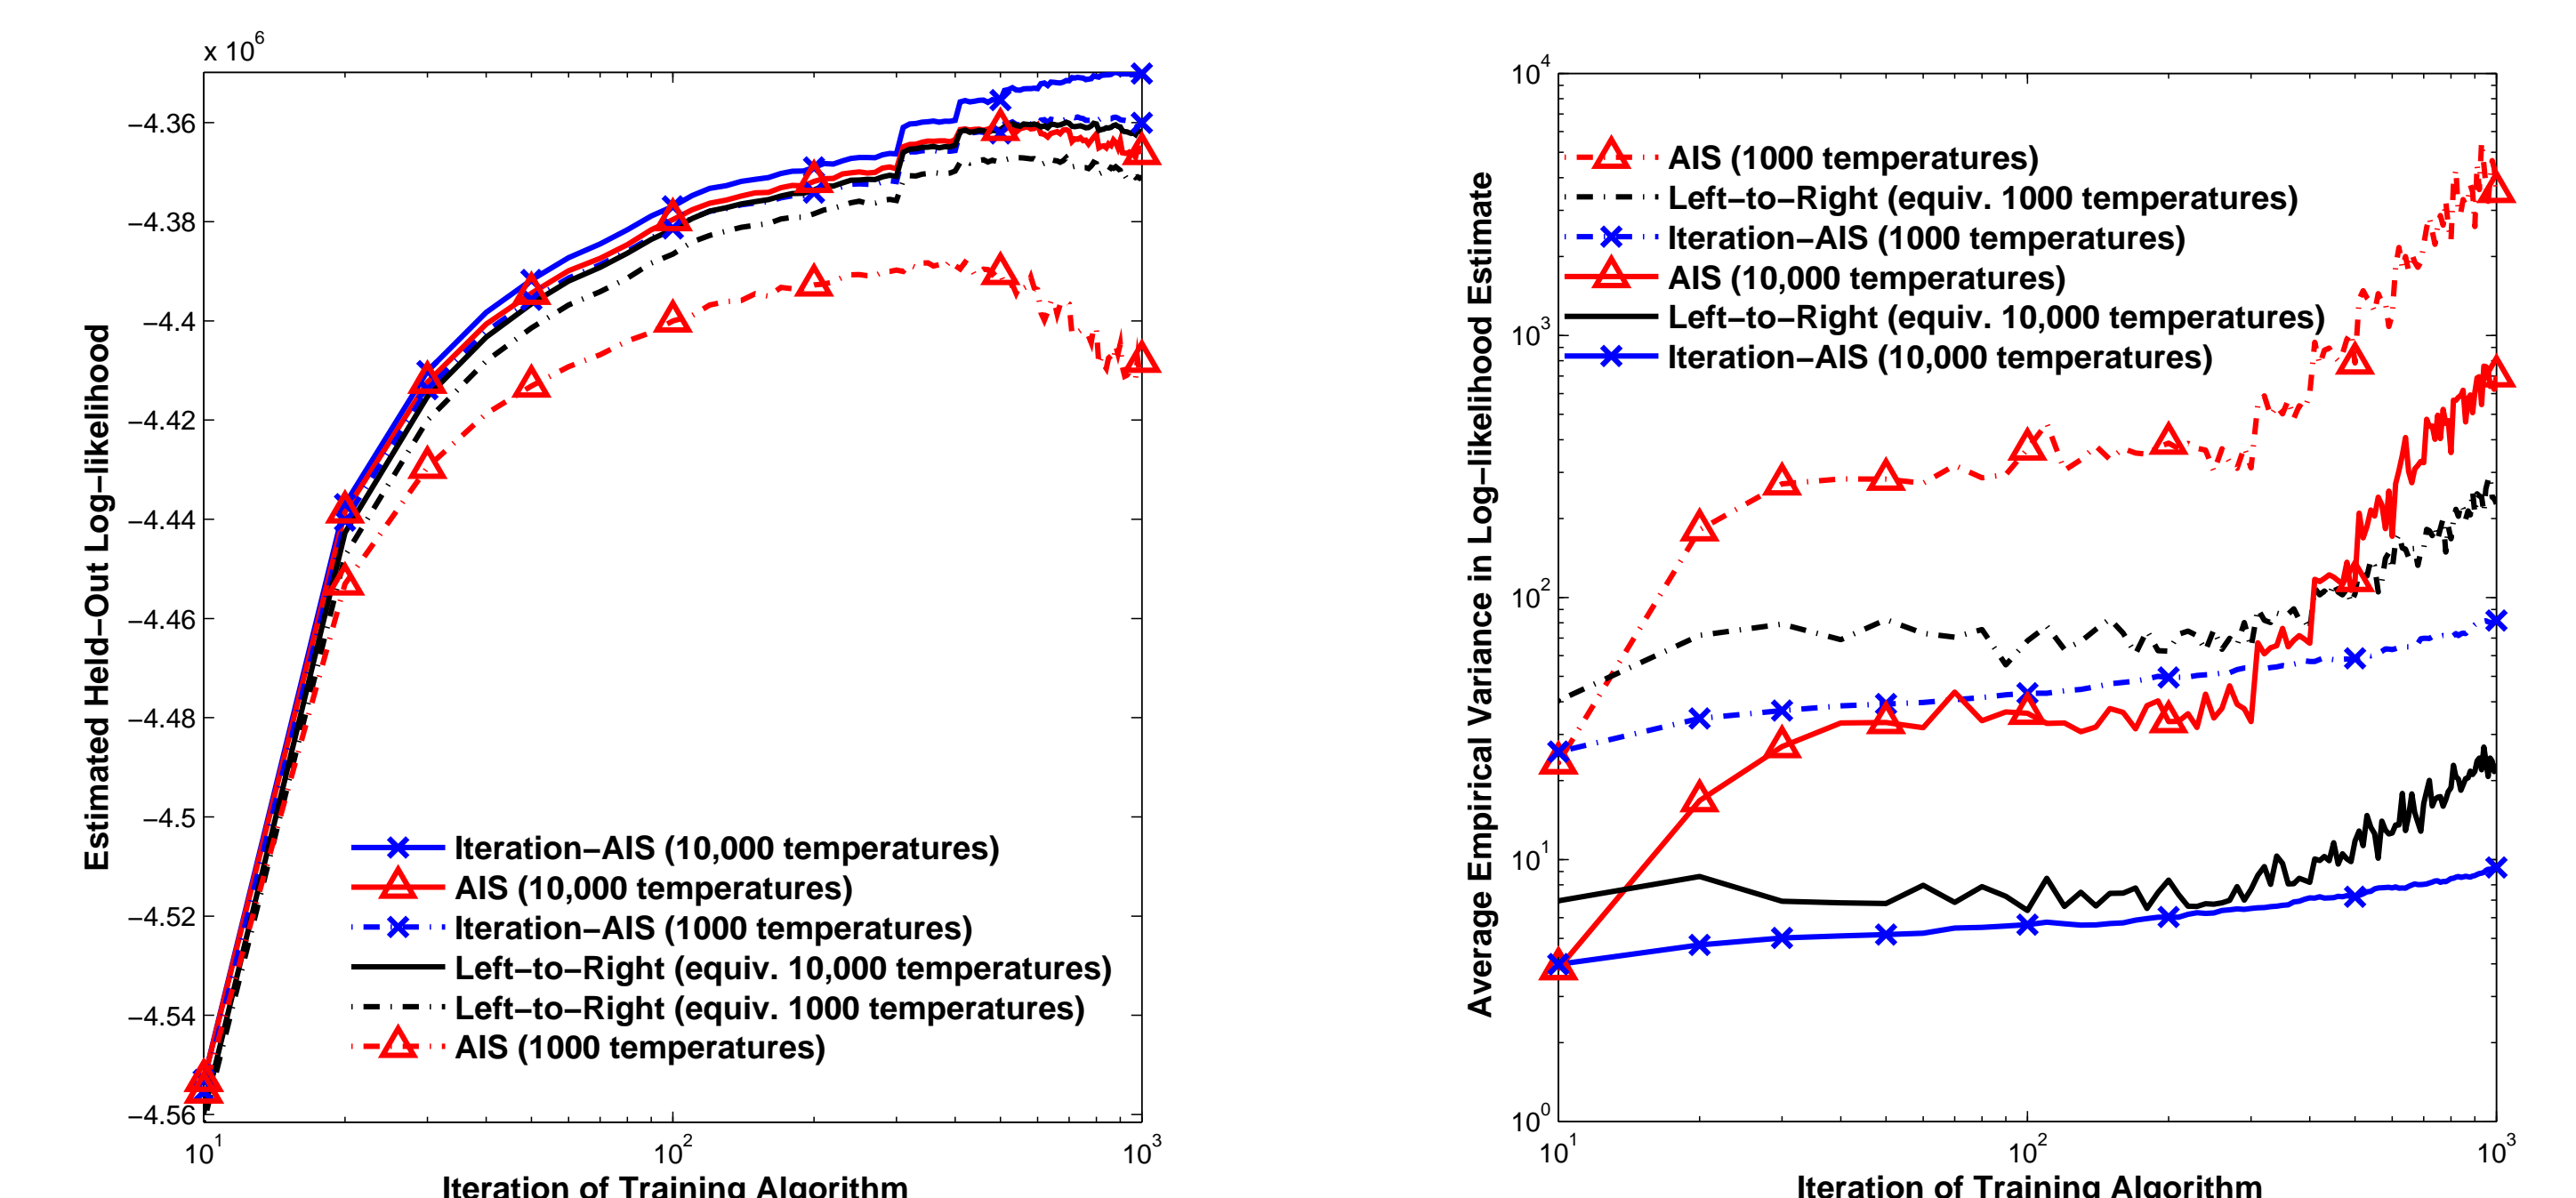 x 10^6
−4.36
−4.38
−4.4
−4.42
−4.44
−4.46
−4.48
−4.5
−4.52
−4.54
−4.56
Estimated Held−Out Log−likelihood
Iteration−AIS (10,000 temperatures)
AIS (10,000 temperatures)
Iteration−AIS (1000 temperatures)
Left−to−Right (equiv. 10,000 temperatures)
Left−to−Right (equiv. 1000 temperatures)
AIS (1000 temperatures)
10^1 10^2 10^3
Iteration of Training Algorithm
10^4
10^3
10^2
10^1
10^0
Average Empirical Variance in Log−likelihood Estimate
AIS (1000 temperatures)
Left−to−Right (equiv. 1000 temperatures)
Iteration−AIS (1000 temperatures)
AIS (10,000 temperatures)
Left−to−Right (equiv. 10,000 temperatures)
Iteration−AIS (10,000 temperatures)
10^1 10^2 10^3
Iteration of Training Algorithm